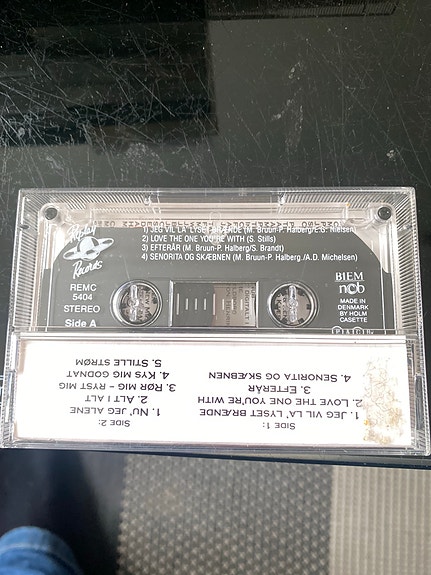 1) JEG VIL LA' LYSET BRÆNDE (M. Bruun-P. Halberg/E.S. Nielsen)
2) LOVE THE ONE YOU'RE WITH (S. Stills)
3) EFTERÅR (M. Bruun-P. Halberg/S. Brandt)
4) SENORITA OG SKÆBNEN (M. Bruun-P. Halberg./A.D. Michelsen)
Replay
Records
REMC
5404
STEREO
Side A
BIEM
ncb
MADE IN
DENMARK
BY HOLM
CASETTE
SIDE 1:
1. JEG VIL LA' LYSET BRÆNDE
2. LOVE THE ONE YOU'RE WITH
3. EFTERÅR
4. SENORITA OG SKÆBNEN
SIDE 2:
1. NU' JEG ALENE
2. ALT I ALT
3. RØR MIG - RYST MIG
4. KYS MIG GODNAT
5. STILLE STRØM